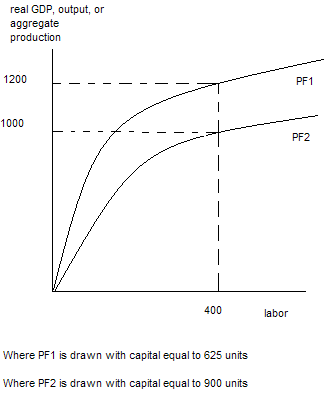 real GDP, output, or
aggregate
production
1200
PF1
1000
PF2
400
labor
Where PF1 is drawn with capital equal to 625 units
Where PF2 is drawn with capital equal to 900 units